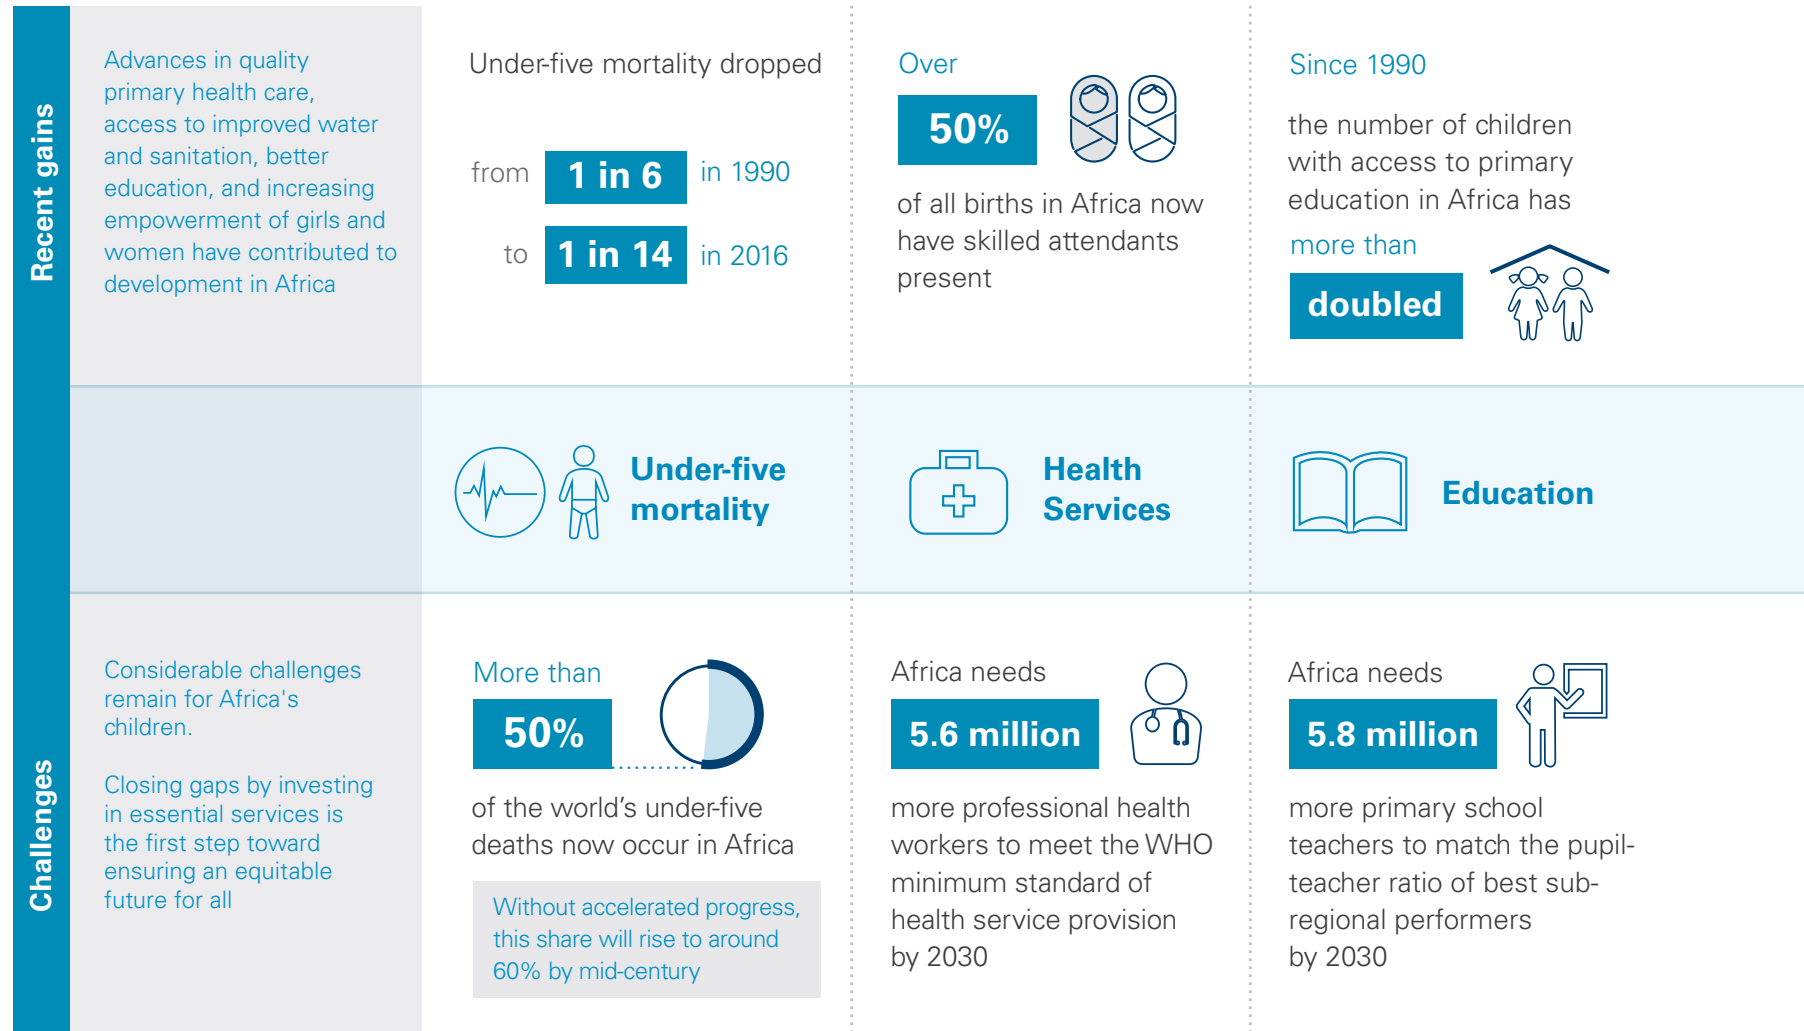 Recent gains
Advances in quality
primary health care,
access to improved water
and sanitation, better
education, and increasing
empowerment of girls and
women have contributed to
development in Africa
Under-five mortality dropped
from 1 in 6 in 1990
to 1 in 14 in 2016
Over
50%
of all births in Africa now
have skilled attendants
present
Since 1990
the number of children
with access to primary
education in Africa has
more than
doubled
Under-five
mortality
Health
Services
Education
Challenges
Considerable challenges
remain for Africa's
children.
Closing gaps by investing
in essential services is
the first step toward
ensuring an equitable
future for all
More than
50%
of the world’s under-five
deaths now occur in Africa
Without accelerated progress,
this share will rise to around
60% by mid-century
Africa needs
5.6 million
more professional health
workers to meet the WHO
minimum standard of
health service provision
by 2030
Africa needs
5.8 million
more primary school
teachers to match the pupil-
teacher ratio of best sub-
regional performers
by 2030